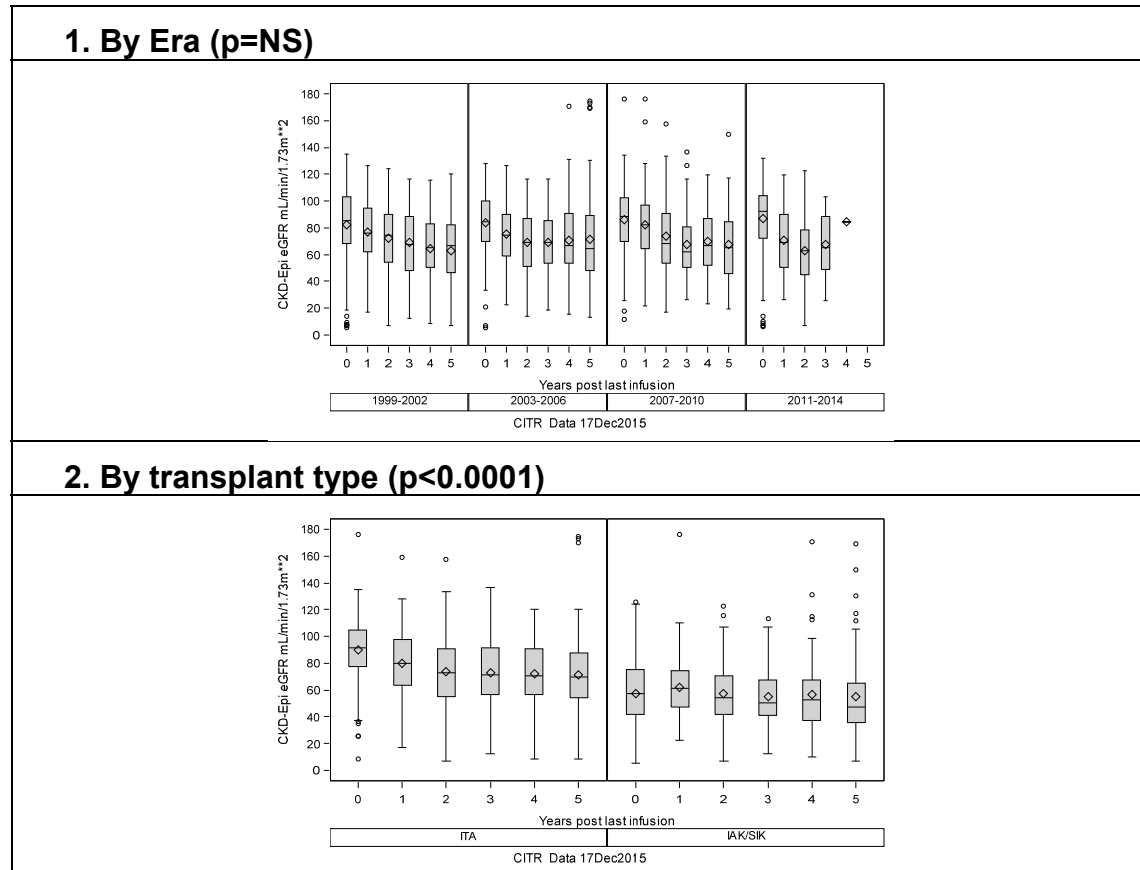 1. By Era (p=NS)
180
160
140
120
100
80
60
40
20
0
CKD-Epi eGFR mL/min/1.73m**2
0 1 2 3 4 5 0 1 2 3 4 5 0 1 2 3 4 5 0 1 2 3 4 5
Years post last infusion
1999-2002 2003-2006 2007-2010 2011-2014
CITR Data 17Dec2015
2. By transplant type (p<0.0001)
180
160
140
120
100
80
60
40
20
0
CKD-Epi eGFR mL/min/1.73m**2
0 1 2 3 4 5 0 1 2 3 4 5
Years post last infusion
ITA IAK/SIK
CITR Data 17Dec2015